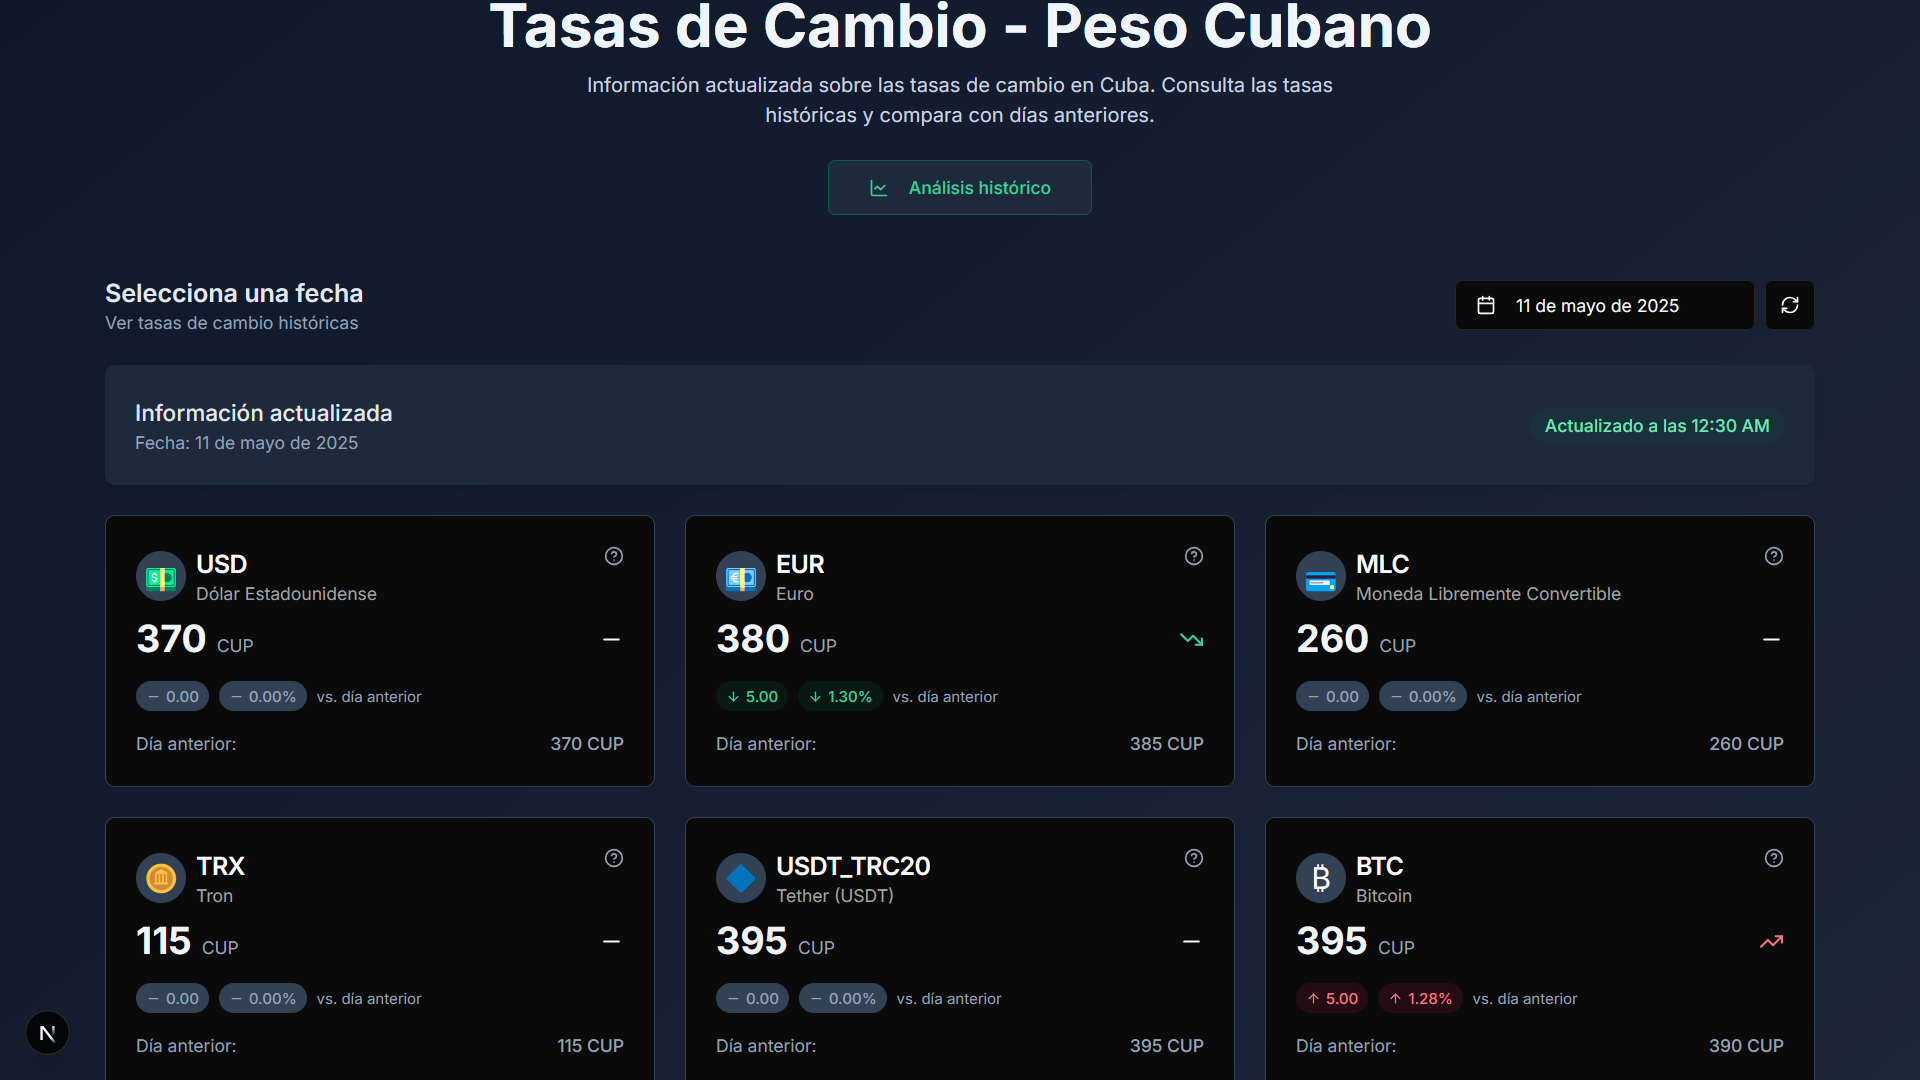 Tasas de Cambio - Peso Cubano
Información actualizada sobre las tasas de cambio en Cuba. Consulta las tasas
históricas y compara con días anteriores.
Análisis histórico
Selecciona una fecha
Ver tasas de cambio históricas
11 de mayo de 2025
Información actualizada
Fecha: 11 de mayo de 2025
Actualizado a las 12:30 AM
USD
Dólar Estadounidense
370 CUP
− 0.00 − 0.00% vs. día anterior
Día anterior: 370 CUP
EUR
Euro
380 CUP
↓ 5.00 ↓ 1.30% vs. día anterior
Día anterior: 385 CUP
MLC
Moneda Libremente Convertible
260 CUP
− 0.00 − 0.00% vs. día anterior
Día anterior: 260 CUP
TRX
Tron
115 CUP
− 0.00 − 0.00% vs. día anterior
Día anterior: 115 CUP
USDT_TRC20
Tether (USDT)
395 CUP
− 0.00 − 0.00% vs. día anterior
Día anterior: 395 CUP
BTC
Bitcoin
395 CUP
↑ 5.00 ↑ 1.28% vs. día anterior
Día anterior: 390 CUP
N